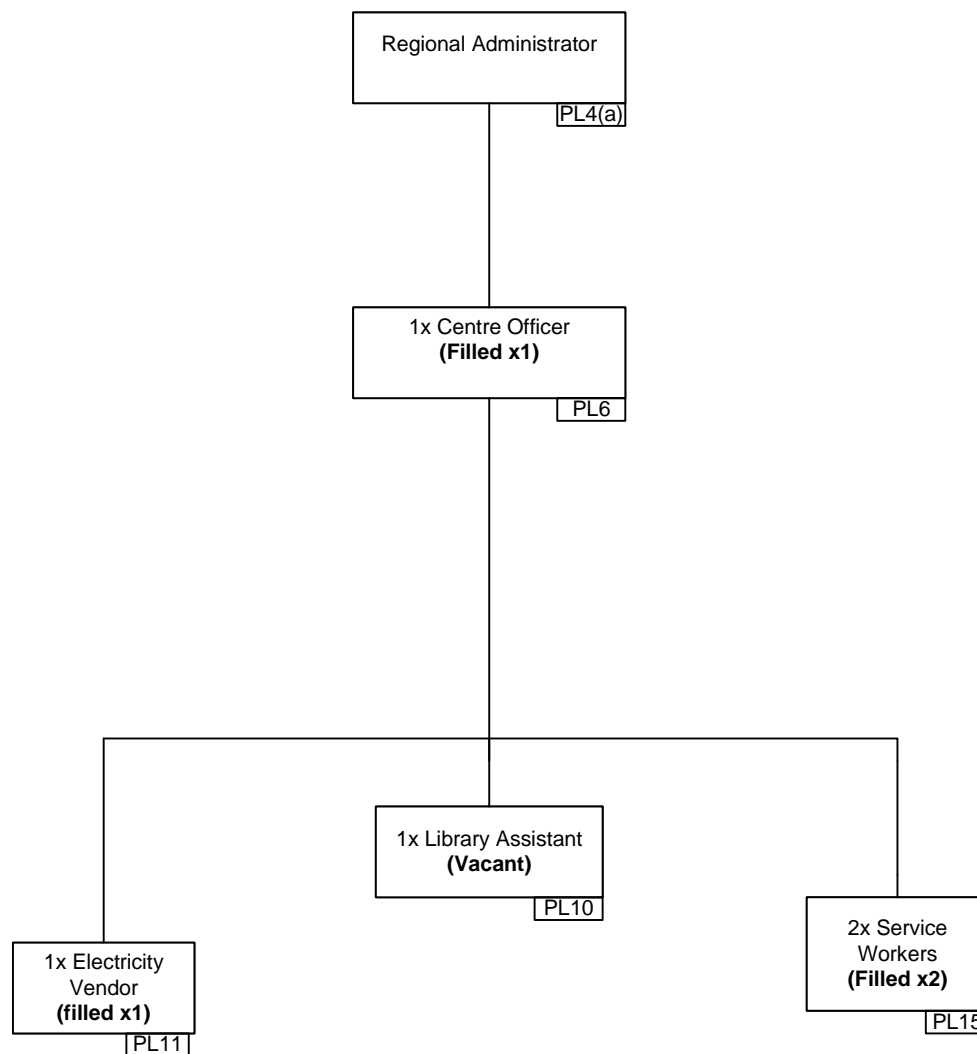 Regional Administrator
PL4(a)
1x Centre Officer
(Filled x1)
PL6
1x Library Assistant
(Vacant)
PL10
2x Service
Workers
(Filled x2)
PL15
1x Electricity
Vendor
(filled x1)
PL11